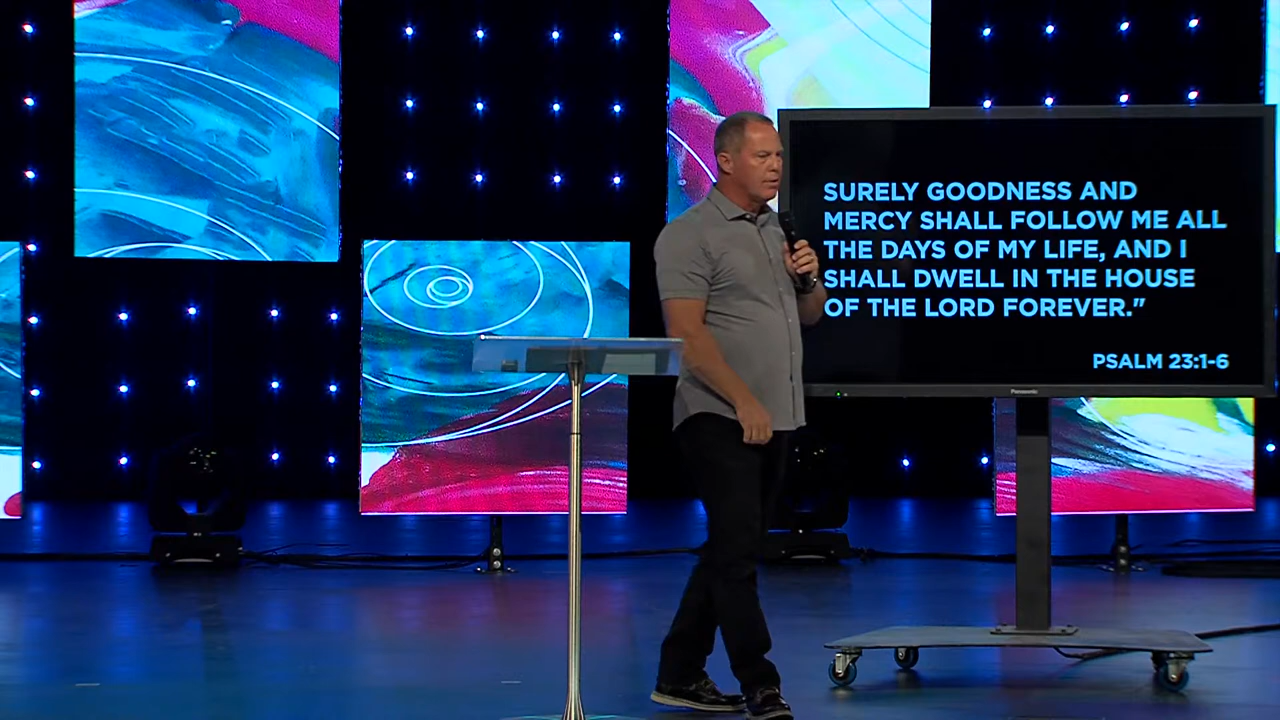 SURELY GOODNESS AND
MERCY SHALL FOLLOW ME ALL
THE DAYS OF MY LIFE, AND I
SHALL DWELL IN THE HOUSE
OF THE LORD FOREVER."
PSALM 23:1-6
Panasonic